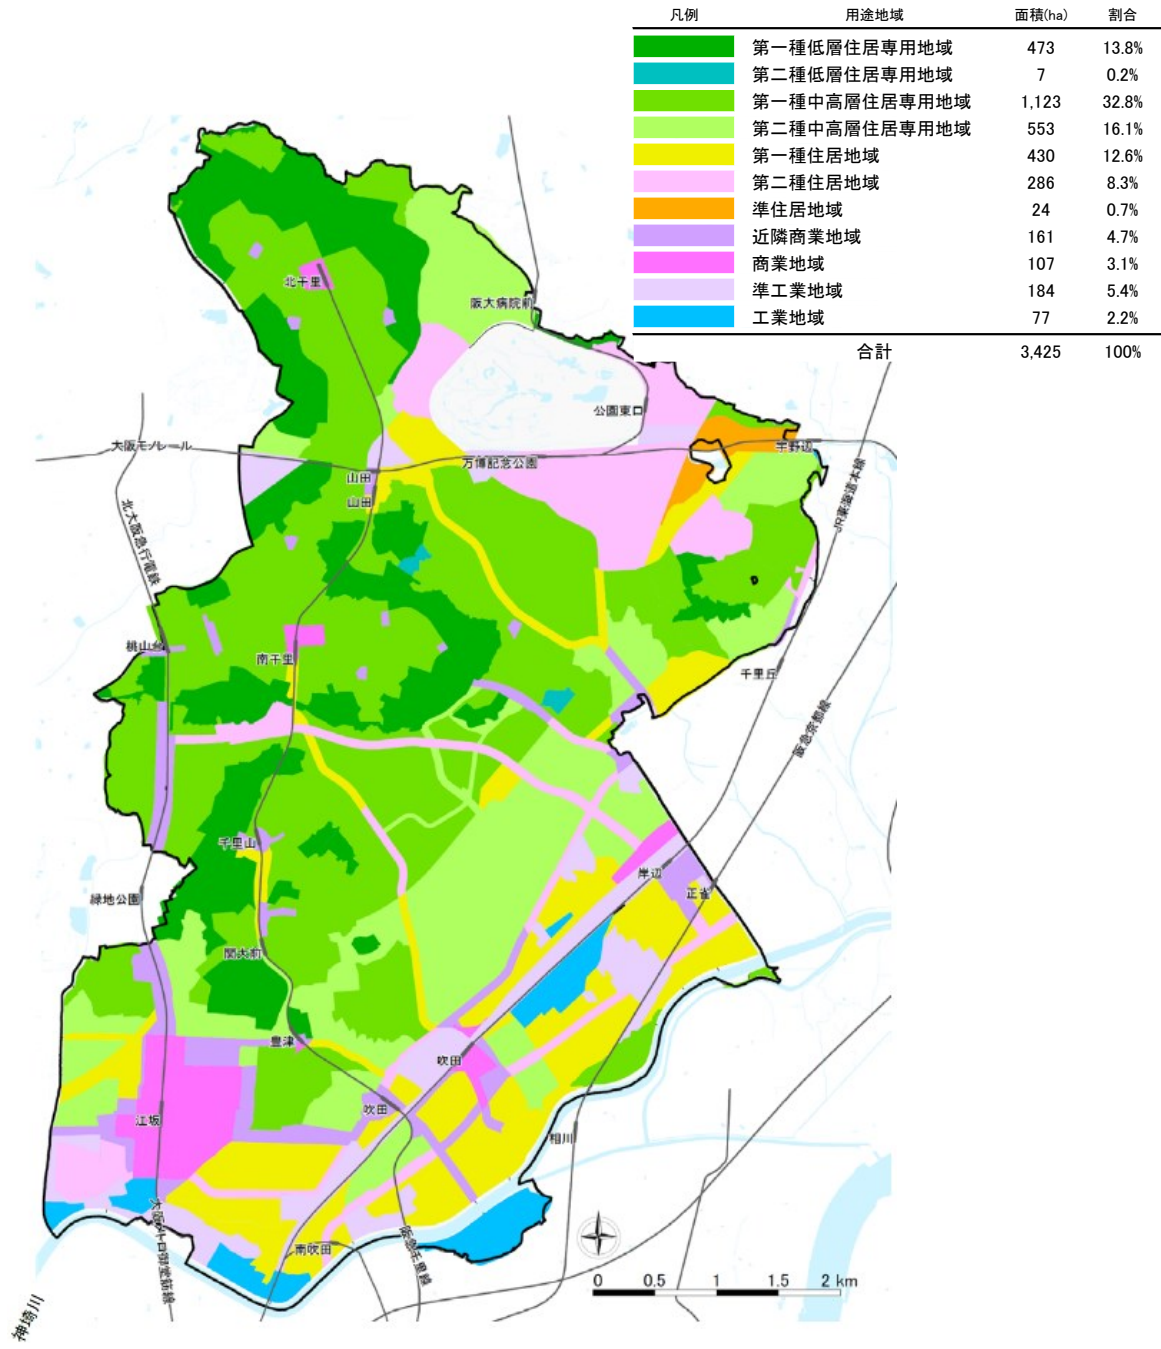 凡例 用途地域 面積(ha) 割合
第一種低層住居専用地域 473 13.8%
第二種低層住居専用地域 7 0.2%
第一種中高層住居専用地域 1,123 32.8%
第二種中高層住居専用地域 553 16.1%
第一種住居地域 430 12.6%
第二種住居地域 286 8.3%
準住居地域 24 0.7%
近隣商業地域 161 4.7%
商業地域 107 3.1%
準工業地域 184 5.4%
工業地域 77 2.2%
合計 3,425 100%
北千里
阪大病院前
公園東口
大阪モノレール
宇野辺
万博記念公園
山田
山田
JR東海道本線
北大阪急行電鉄
桃山台
南千里
千里丘
阪急京都線
千里山
岸辺
正雀
緑地公園
関大前
豊津
吹田
吹田
江坂
相川
大阪メトロ御堂筋線
阪急千里線
南吹田
神埼川
0 0.5 1 1.5 2 km